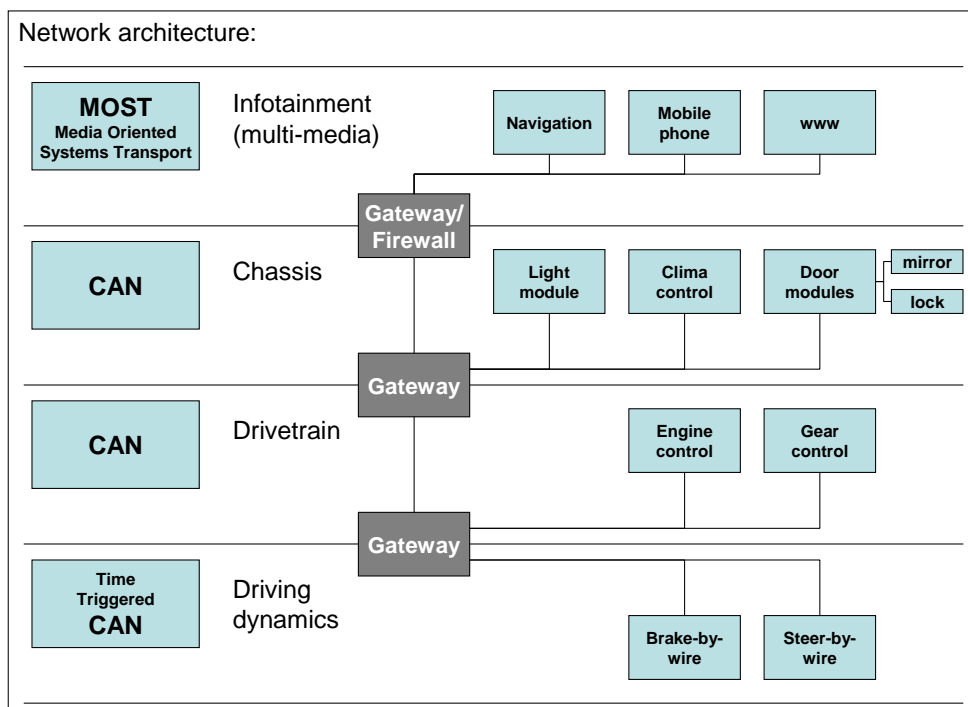 Network architecture:
MOST
Media Oriented
Systems Transport
Infotainment
(multi-media)
Navigation
Mobile
phone
www
Gateway/
Firewall
CAN
Chassis
Light
module
Clima
control
Door
modules
mirror
lock
Gateway
CAN
Drivetrain
Engine
control
Gear
control
Gateway
Time
Triggered
CAN
Driving
dynamics
Brake-by-
wire
Steer-by-
wire